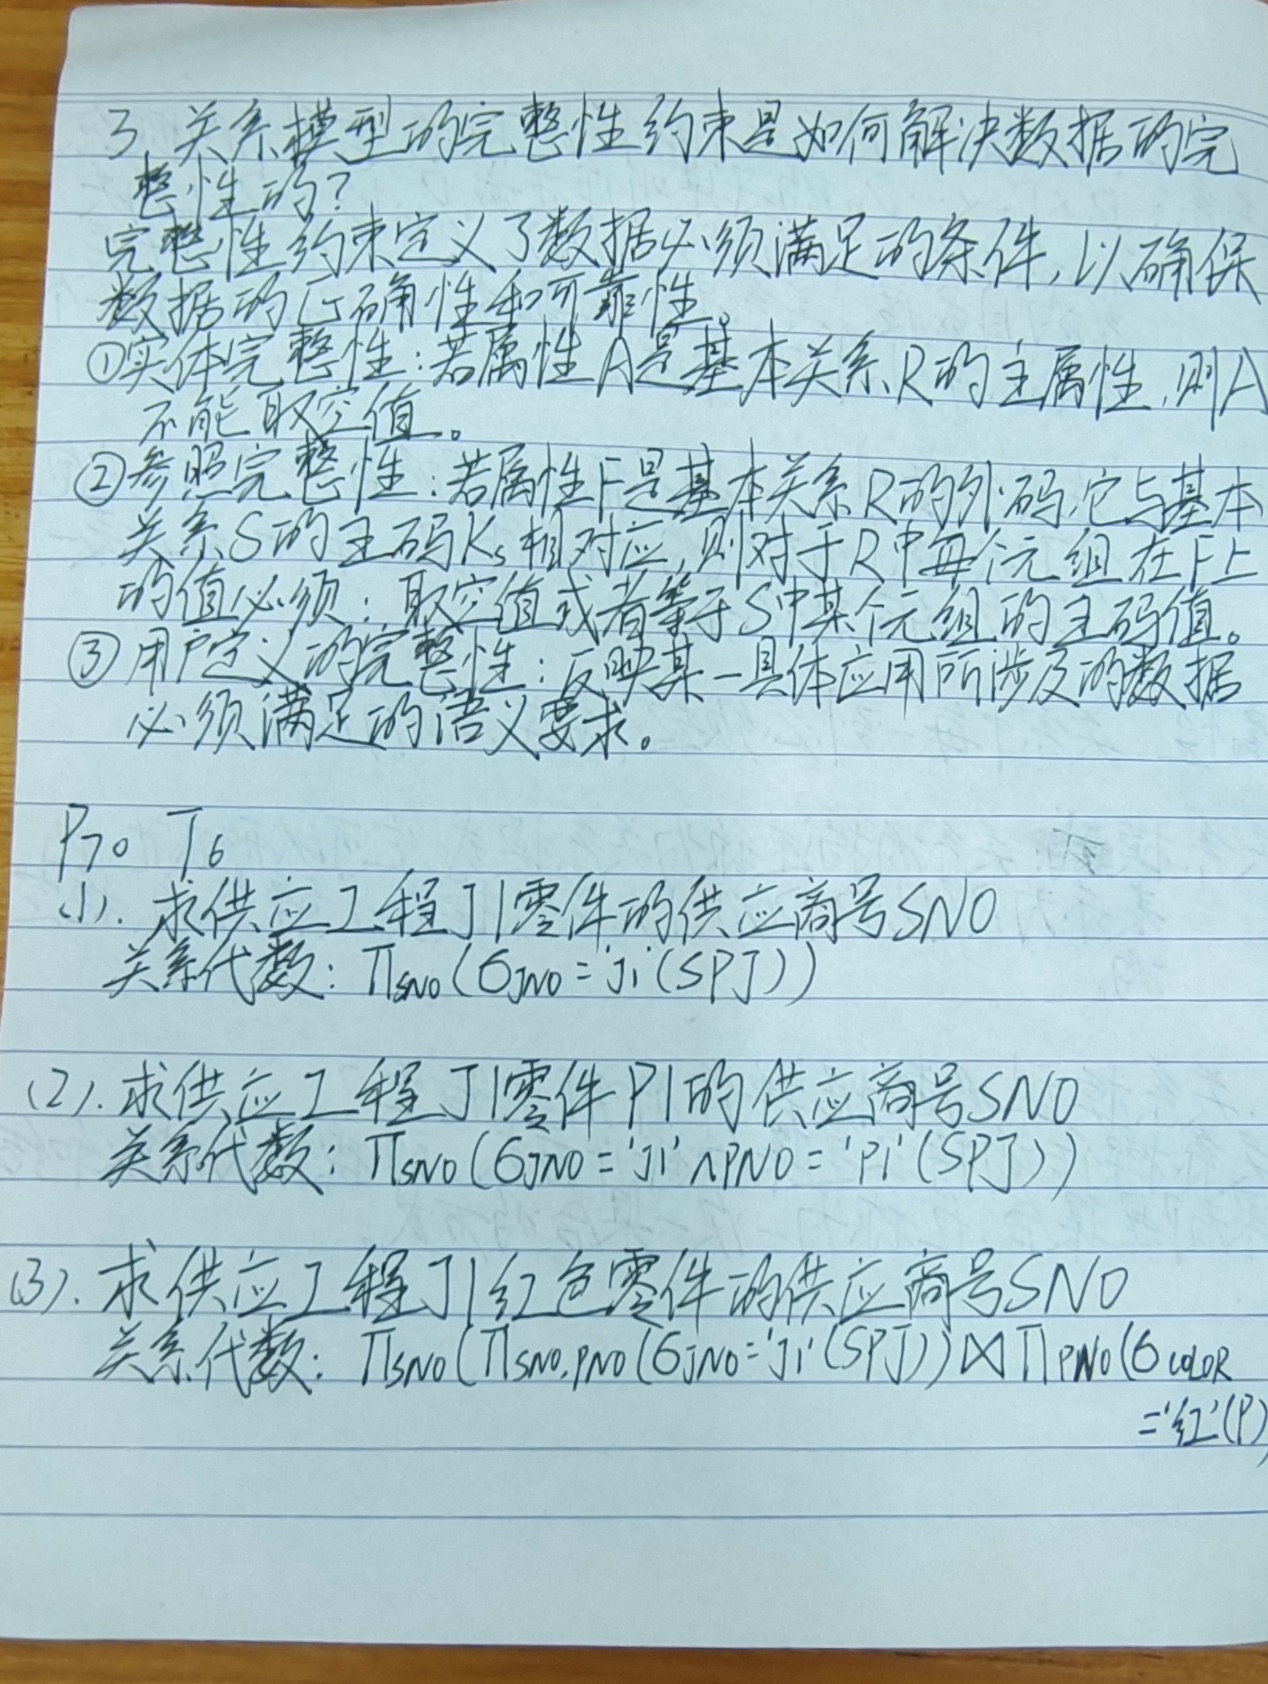 3. 关系模型的完整性约束是如何解决数据的完
整性的?
完整性约束定义了数据必须满足的条件,以确保
数据的正确性和可靠性。
①实体完整性:若属性A是基本关系R的主属性,则A
不能取空值。
②参照完整性:若属性F是基本关系R的外码,它与基本
关系S的主码Ks相对应,则对于R中每个元组在F上
的值必须:取空值或者等于S中某个元组的主码值。
③用户定义的完整性:反映某一具体应用所涉及的数据
必须满足的语义要求。
P70 T6
(1). 求供应工程J1零件的供应商号SNO
关系代数: ΠSNO(σJNO='J1'(SPJ))
(2). 求供应工程J1零件P1的供应商号SNO
关系代数: ΠSNO(σJNO='J1'∧PNO='P1'(SPJ))
(3). 求供应工程J1红色零件的供应商号SNO
关系代数: ΠSNO(ΠSNO,PNO(σJNO='J1'(SPJ))⋈ΠPNO(σCOLOR
='红'(P)